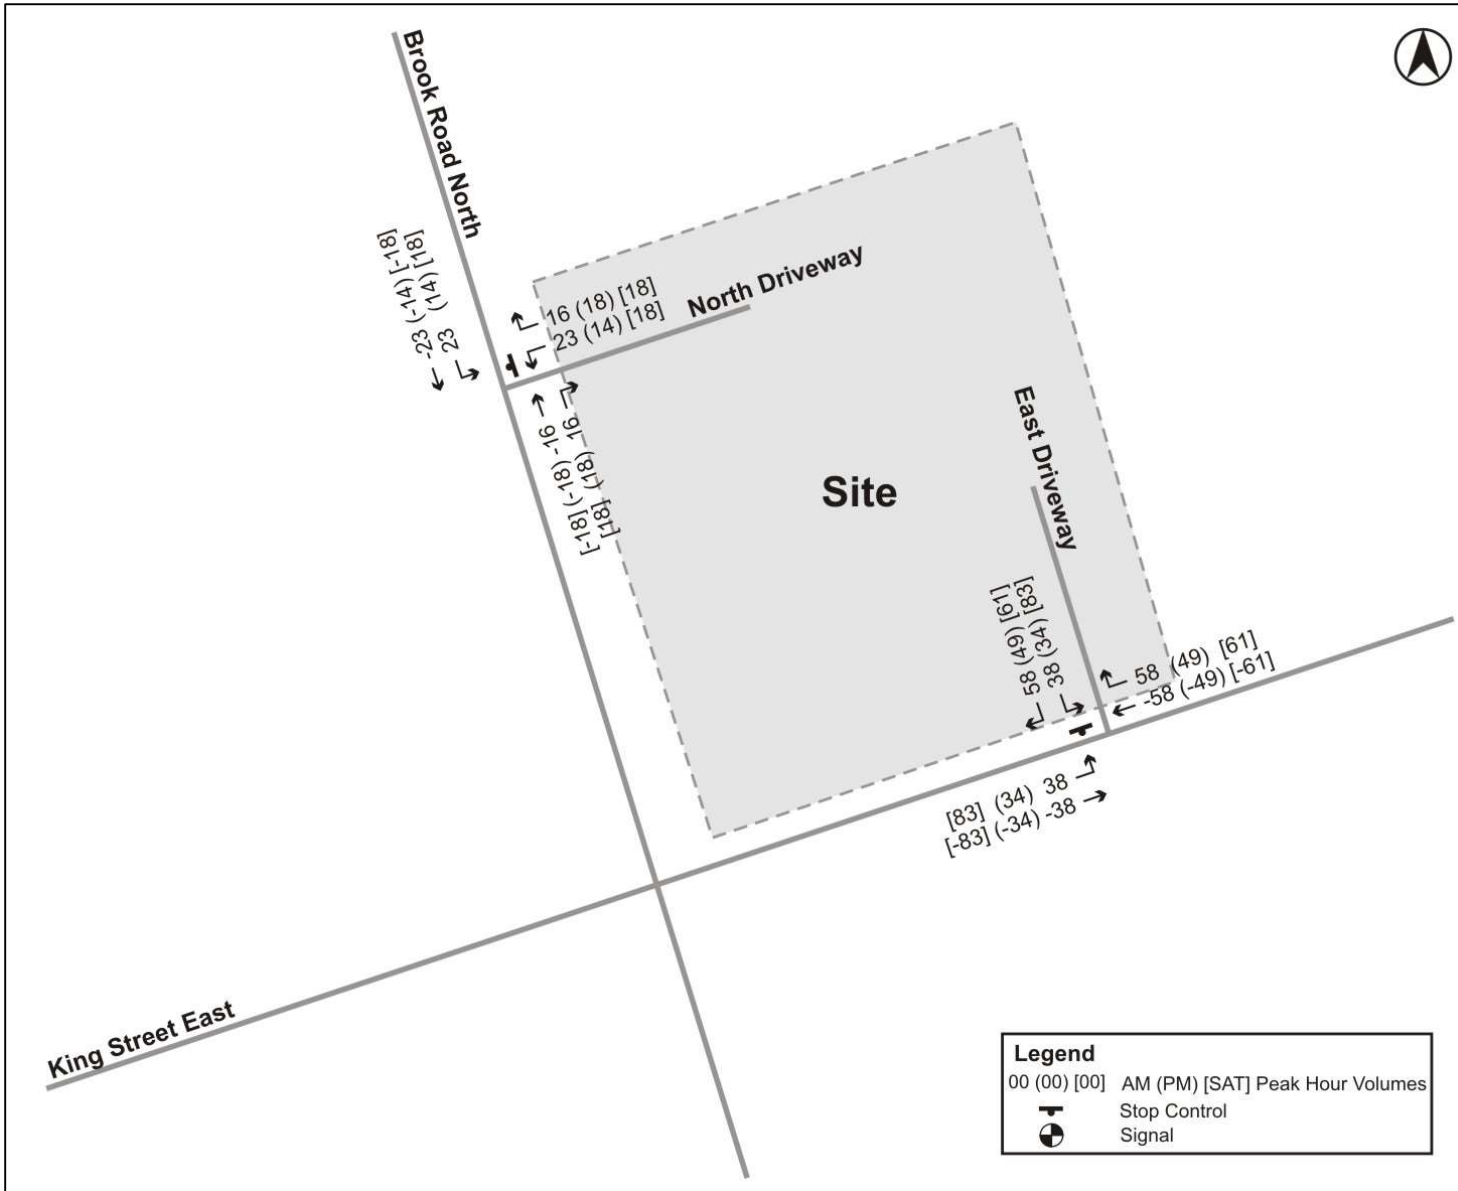 Brook Road North
-23 (-14) [-18]
23 (14) [18]
16 (18) [18]
23 (14) [18]
North Driveway
[-18] (-18) -16
[18] (18) 16
East Driveway
Site
58 (49) [61]
38 (34) [83]
58 (49) [61]
-58 (-49) [-61]
[83] (34) 38
[-83] (-34) -38
King Street East
Legend
00 (00) [00] AM (PM) [SAT] Peak Hour Volumes
Stop Control
Signal